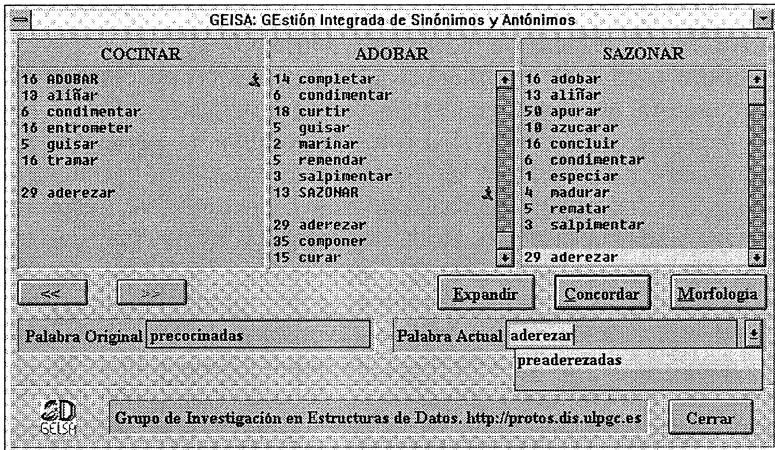 GEISA: GEstión Integrada de Sinónimos y Antónimos
COCINAR
16 ADOBAR
13 aliñar
6 condimentar
16 entrometer
5 guisar
16 tramar
29 aderezar
ADOBAR
14 completar
6 condimentar
18 curtir
5 guisar
2 marinar
5 remendar
3 salpimentar
13 SAZONAR
29 aderezar
35 componer
15 curar
SAZONAR
16 adobar
13 aliñar
50 apurar
10 azucarar
16 concluir
6 condimentar
1 especiar
4 madurar
5 rematar
3 salpimentar
29 aderezar
<< >> Expandir Concordar Morfología
Palabra Original precocinadas Palabra Actual aderezar
preaderezadas
GEISA
Grupo de Investigación en Estructuras de Datos. http://protos.dis.ulpgc.es Cerrar